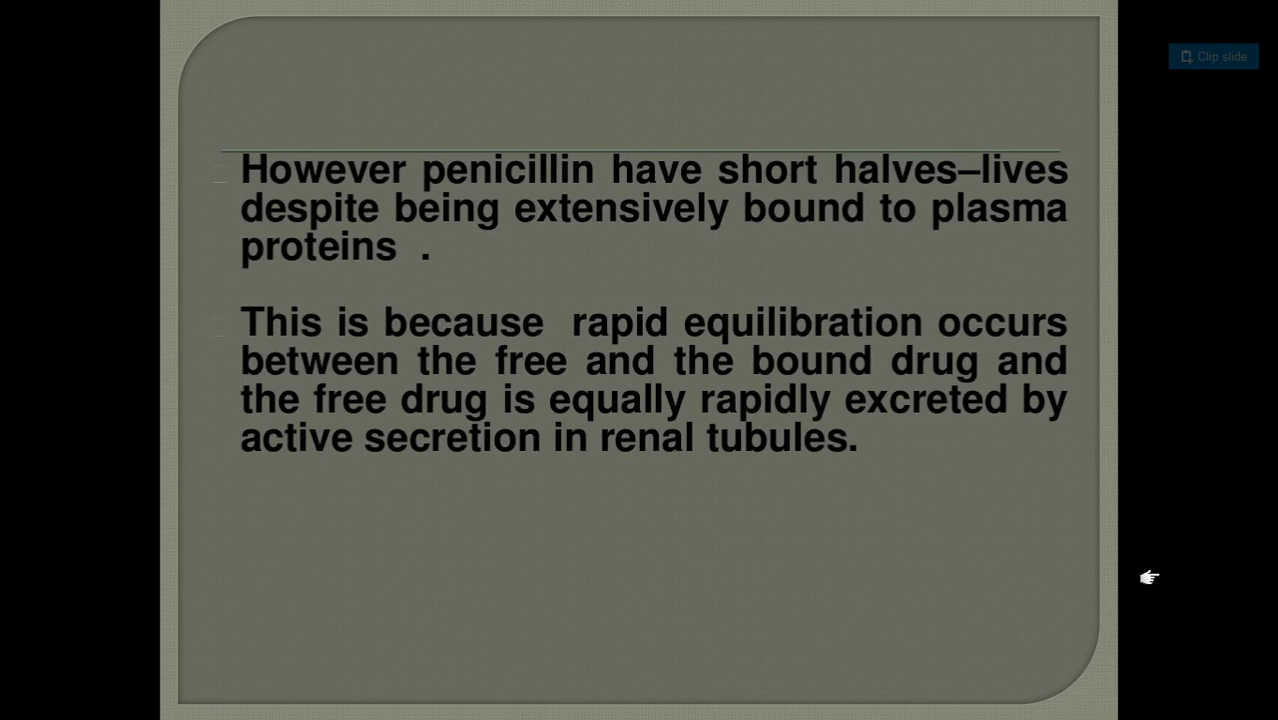 Clip slide
However penicillin have short halves–lives
despite being extensively bound to plasma
proteins .
This is because rapid equilibration occurs
between the free and the bound drug and
the free drug is equally rapidly excreted by
active secretion in renal tubules.